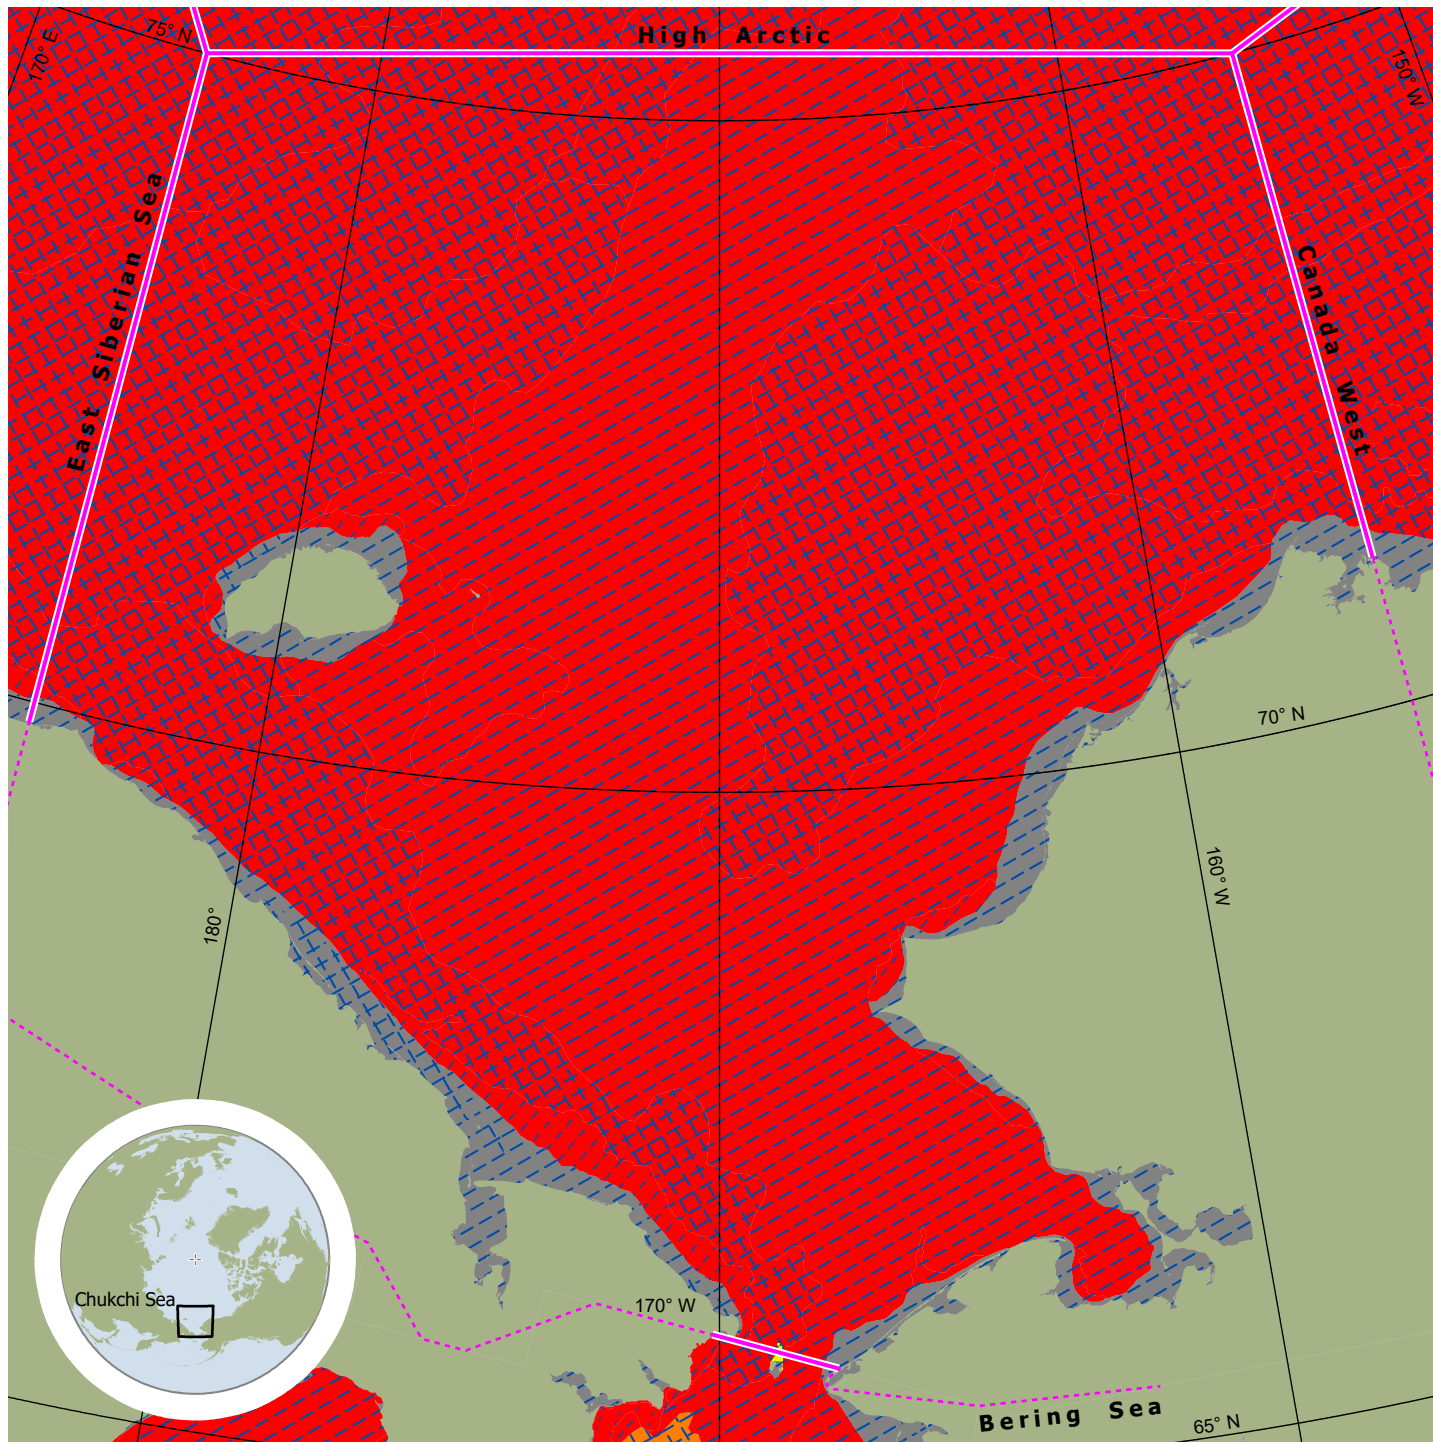 High Arctic
75° N
170° E
150° W
East Siberian Sea
Canada West
70° N
160° W
180°
Chukchi Sea
170° W
Bering Sea
65° N